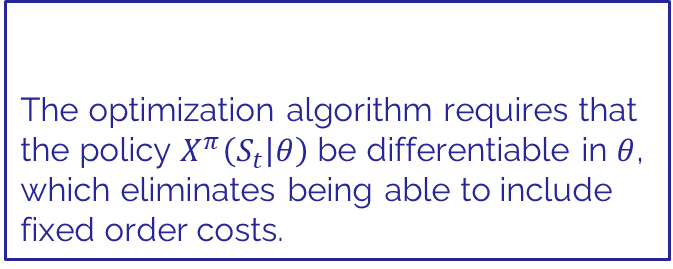 The optimization algorithm requires that
the policy 𝑋^𝜋(𝑆_𝑡|𝜃) be differentiable in 𝜃,
which eliminates being able to include
fixed order costs.